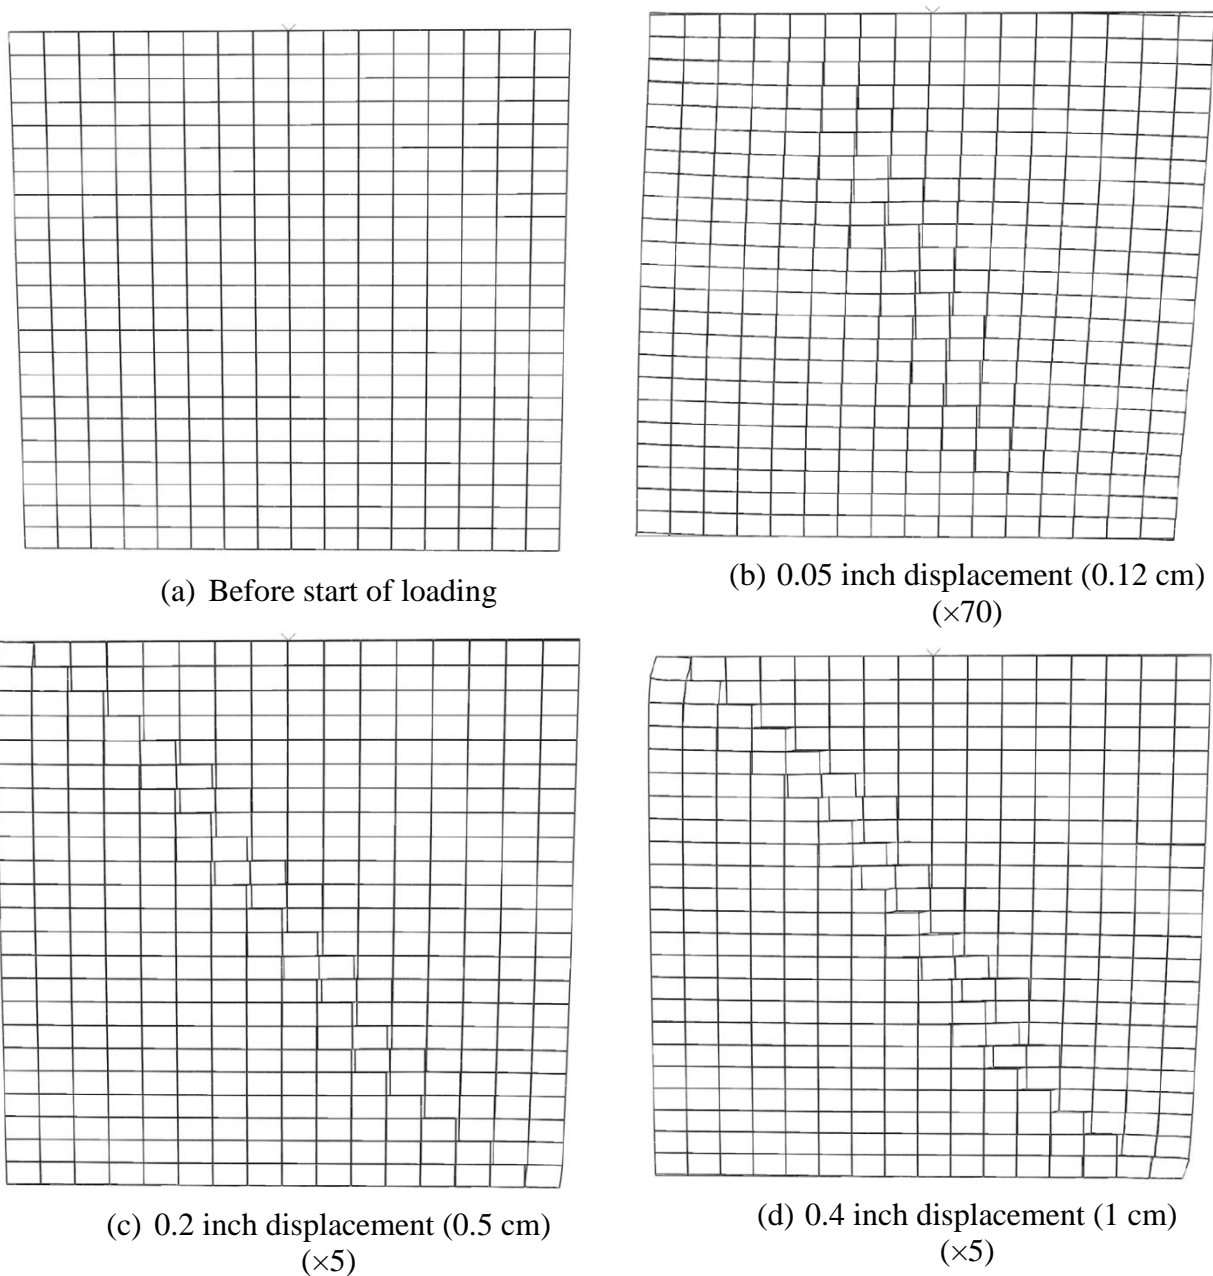 (a) Before start of loading
(b) 0.05 inch displacement (0.12 cm)
(×70)
(c) 0.2 inch displacement (0.5 cm)
(×5)
(d) 0.4 inch displacement (1 cm)
(×5)